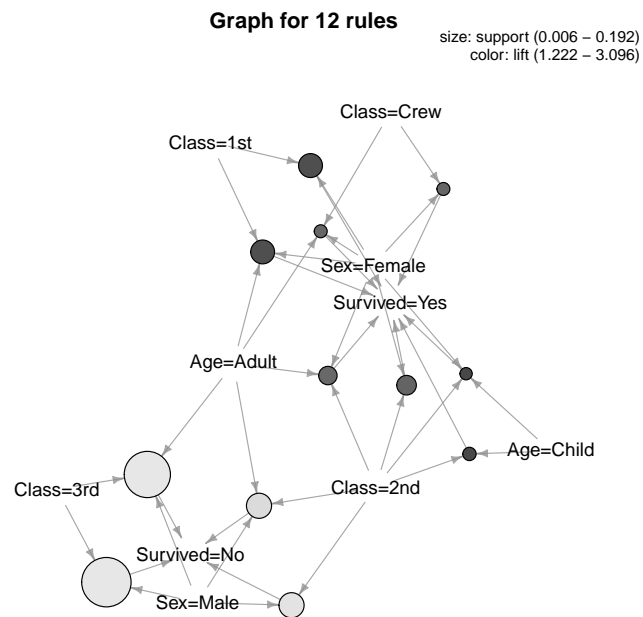 Graph for 12 rules
size: support (0.006 − 0.192)
color: lift (1.222 − 3.096)
Class=Crew
Class=1st
Sex=Female
Survived=Yes
Age=Adult
Age=Child
Class=2nd
Class=3rd
Survived=No
Sex=Male